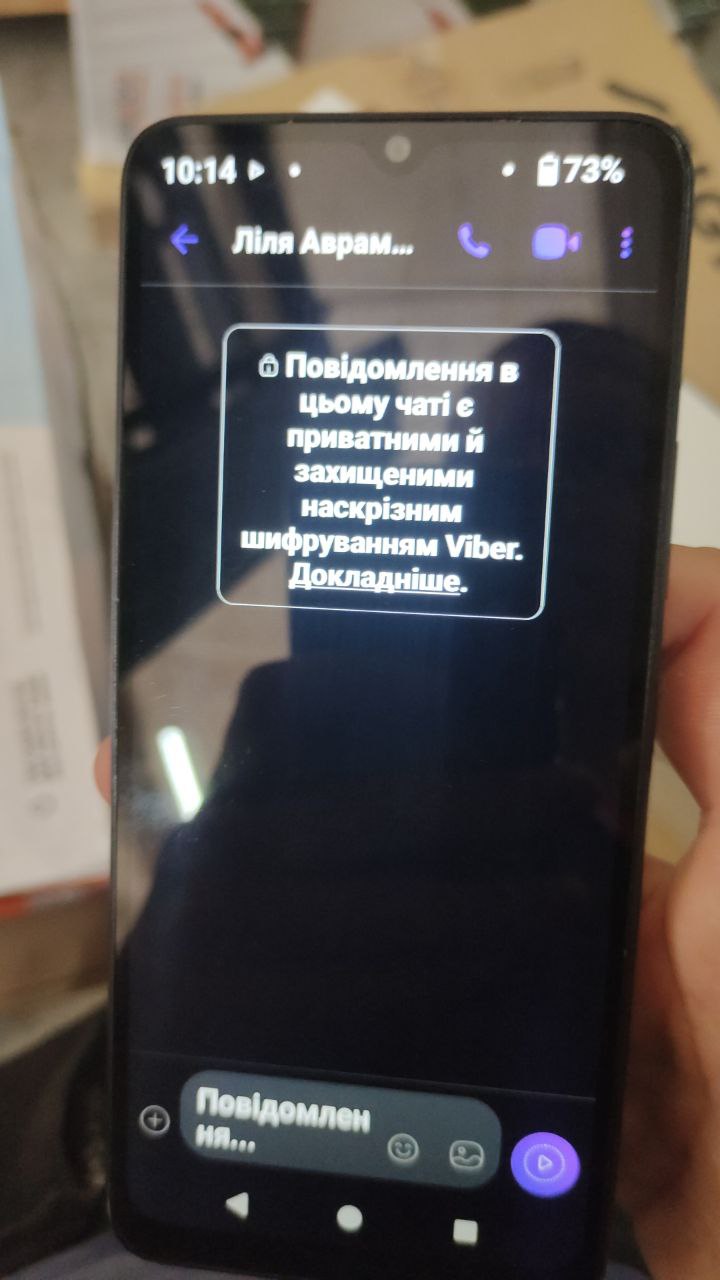 10:14
73%
Ліля Аврам...
Повідомлення в
цьому чаті є
приватними й
захищеними
наскрізним
шифруванням Viber.
Докладніше.
Повідомлен
ня...